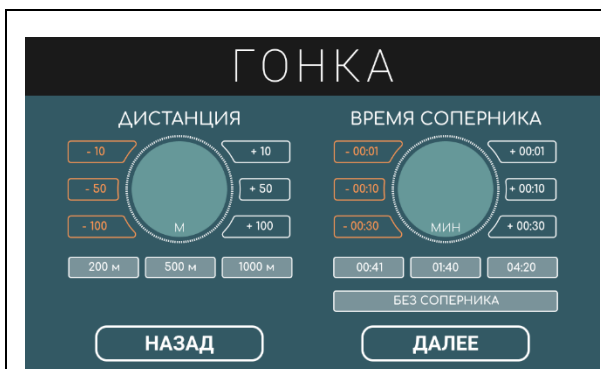 ГОНКА
ДИСТАНЦИЯ
- 10
+ 10
- 50
+ 50
- 100
М
+ 100
200 м
500 м
1000 м
ВРЕМЯ СОПЕРНИКА
- 00:01
+ 00:01
- 00:10
+ 00:10
- 00:30
МИН
+ 00:30
00:41
01:40
04:20
БЕЗ СОПЕРНИКА
НАЗАД
ДАЛЕЕ